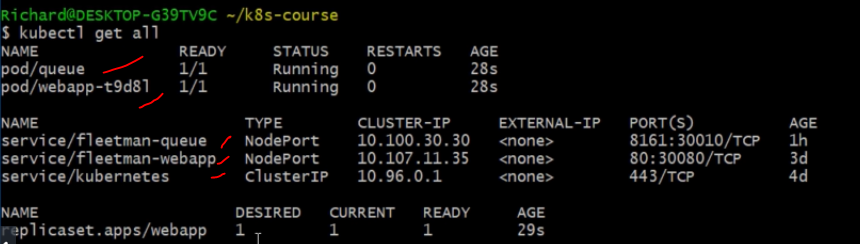 Richard@DESKTOP-G39TV9C ~/k8s-course
$ kubectl get all
NAME READY STATUS RESTARTS AGE
pod/queue 1/1 Running 0 28s
pod/webapp-t9d8l 1/1 Running 0 28s
NAME TYPE CLUSTER-IP EXTERNAL-IP PORT(S) AGE
service/fleetman-queue NodePort 10.100.30.30 <none> 8161:30010/TCP 1h
service/fleetman-webapp NodePort 10.107.11.35 <none> 80:30080/TCP 3d
service/kubernetes ClusterIP 10.96.0.1 <none> 443/TCP 4d
NAME DESIRED CURRENT READY AGE
replicaset.apps/webapp 1 1 1 29s